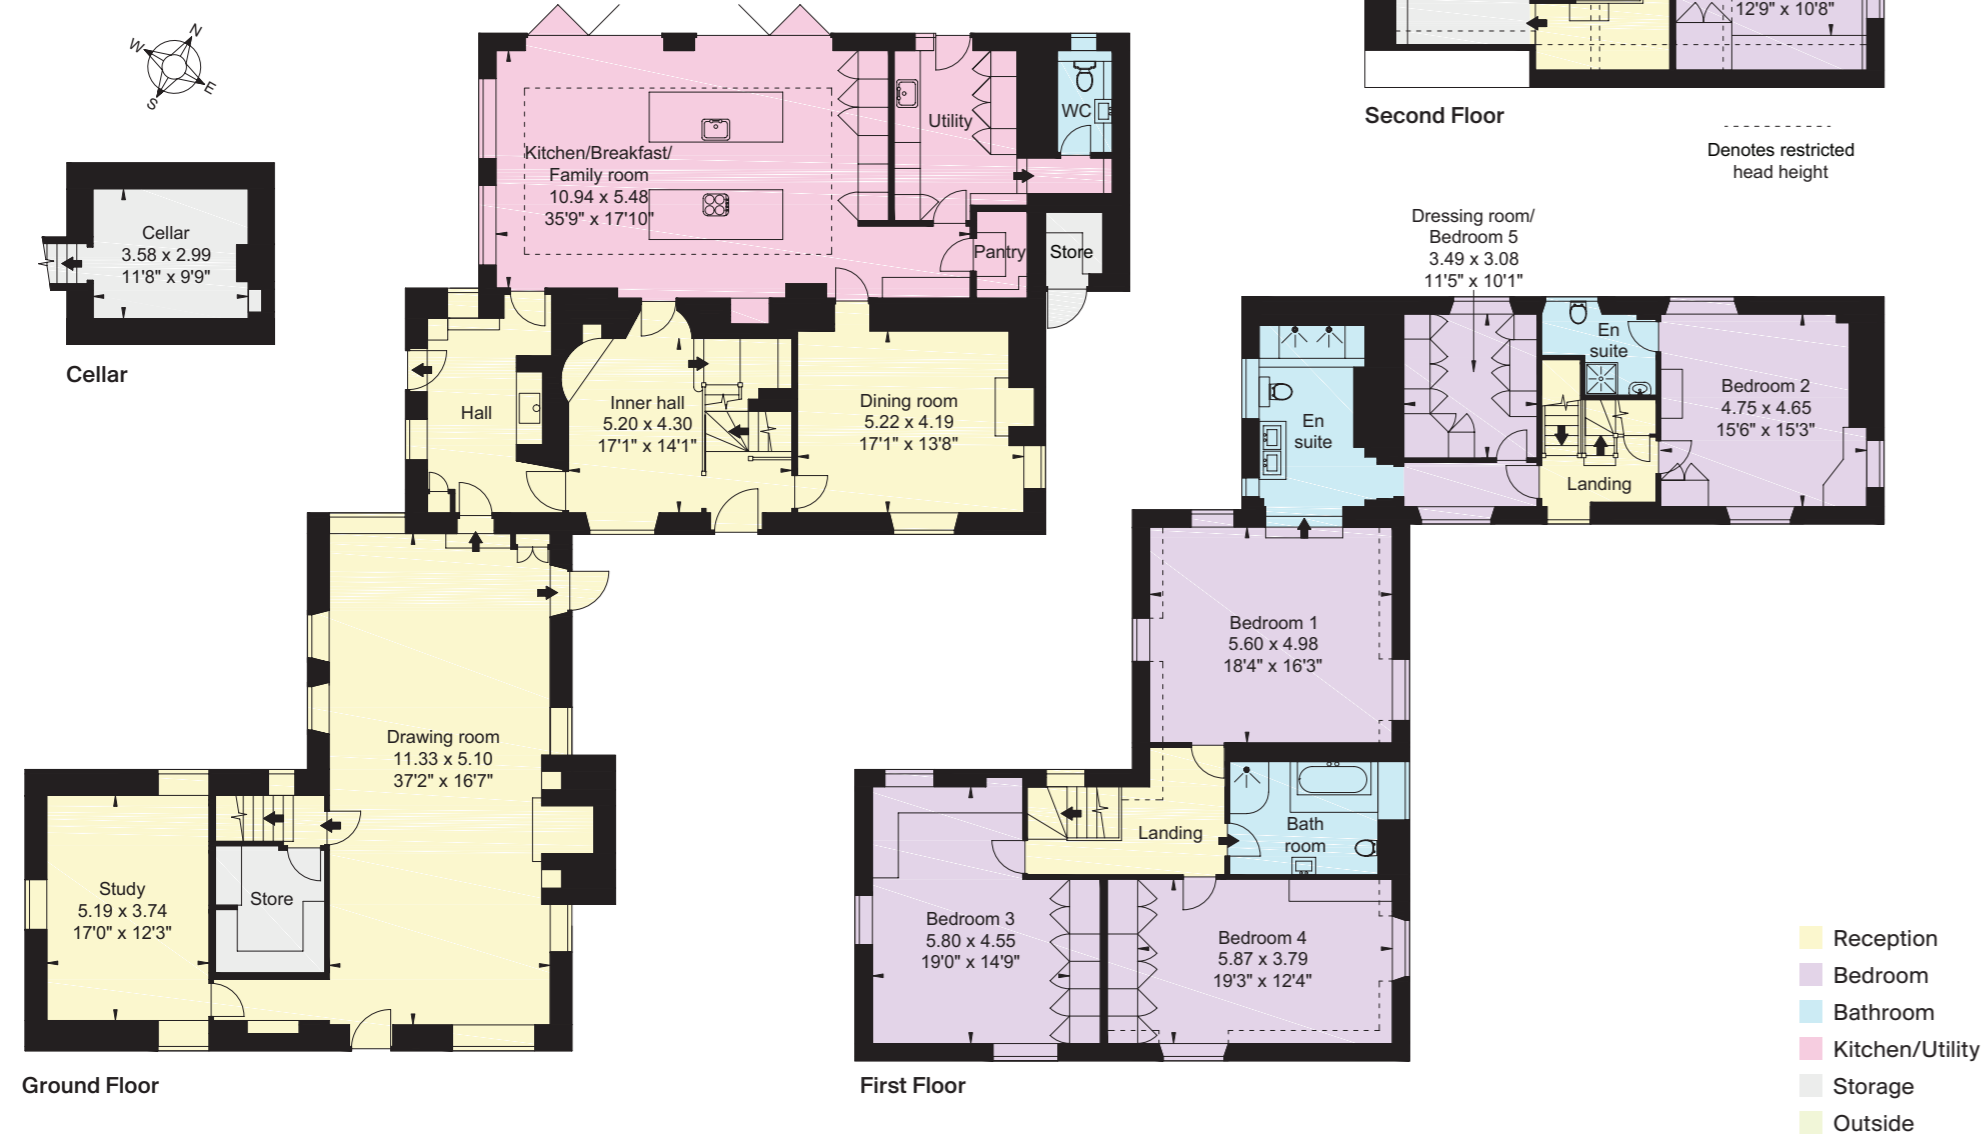 N
W
E
S
Cellar
3.58 x 2.99
11'8" x 9'9"
Cellar
Kitchen/Breakfast/
Family room
10.94 x 5.48
35'9" x 17'10"
Utility
WC
Pantry
Store
Hall
Inner hall
5.20 x 4.30
17'1" x 14'1"
Dining room
5.22 x 4.19
17'1" x 13'8"
Drawing room
11.33 x 5.10
37'2" x 16'7"
Study
5.19 x 3.74
17'0" x 12'3"
Store
Ground Floor
12'9" x 10'8"
Second Floor
Denotes restricted
head height
Dressing room/
Bedroom 5
3.49 x 3.08
11'5" x 10'1"
En
suite
Bedroom 2
4.75 x 4.65
15'6" x 15'3"
En
suite
Landing
Bedroom 1
5.60 x 4.98
18'4" x 16'3"
Landing
Bath
room
Bedroom 3
5.80 x 4.55
19'0" x 14'9"
Bedroom 4
5.87 x 3.79
19'3" x 12'4"
First Floor
Reception
Bedroom
Bathroom
Kitchen/Utility
Storage
Outside